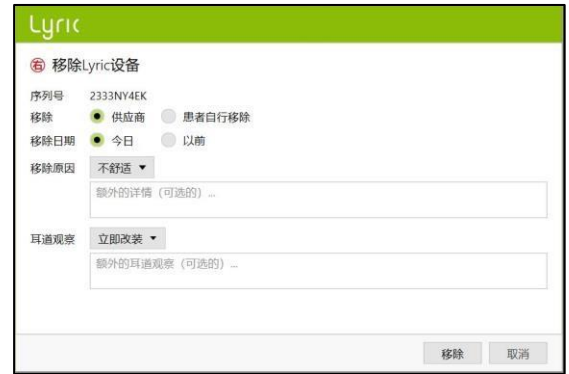 Lyric
右 移除Lyric设备
序列号 2333NY4EK
移除 供应商 患者自行移除
移除日期 今日 以前
移除原因 不舒适
额外的详情（可选的）...
耳道观察 立即改装
额外的耳道观察（可选的）...
移除 取消